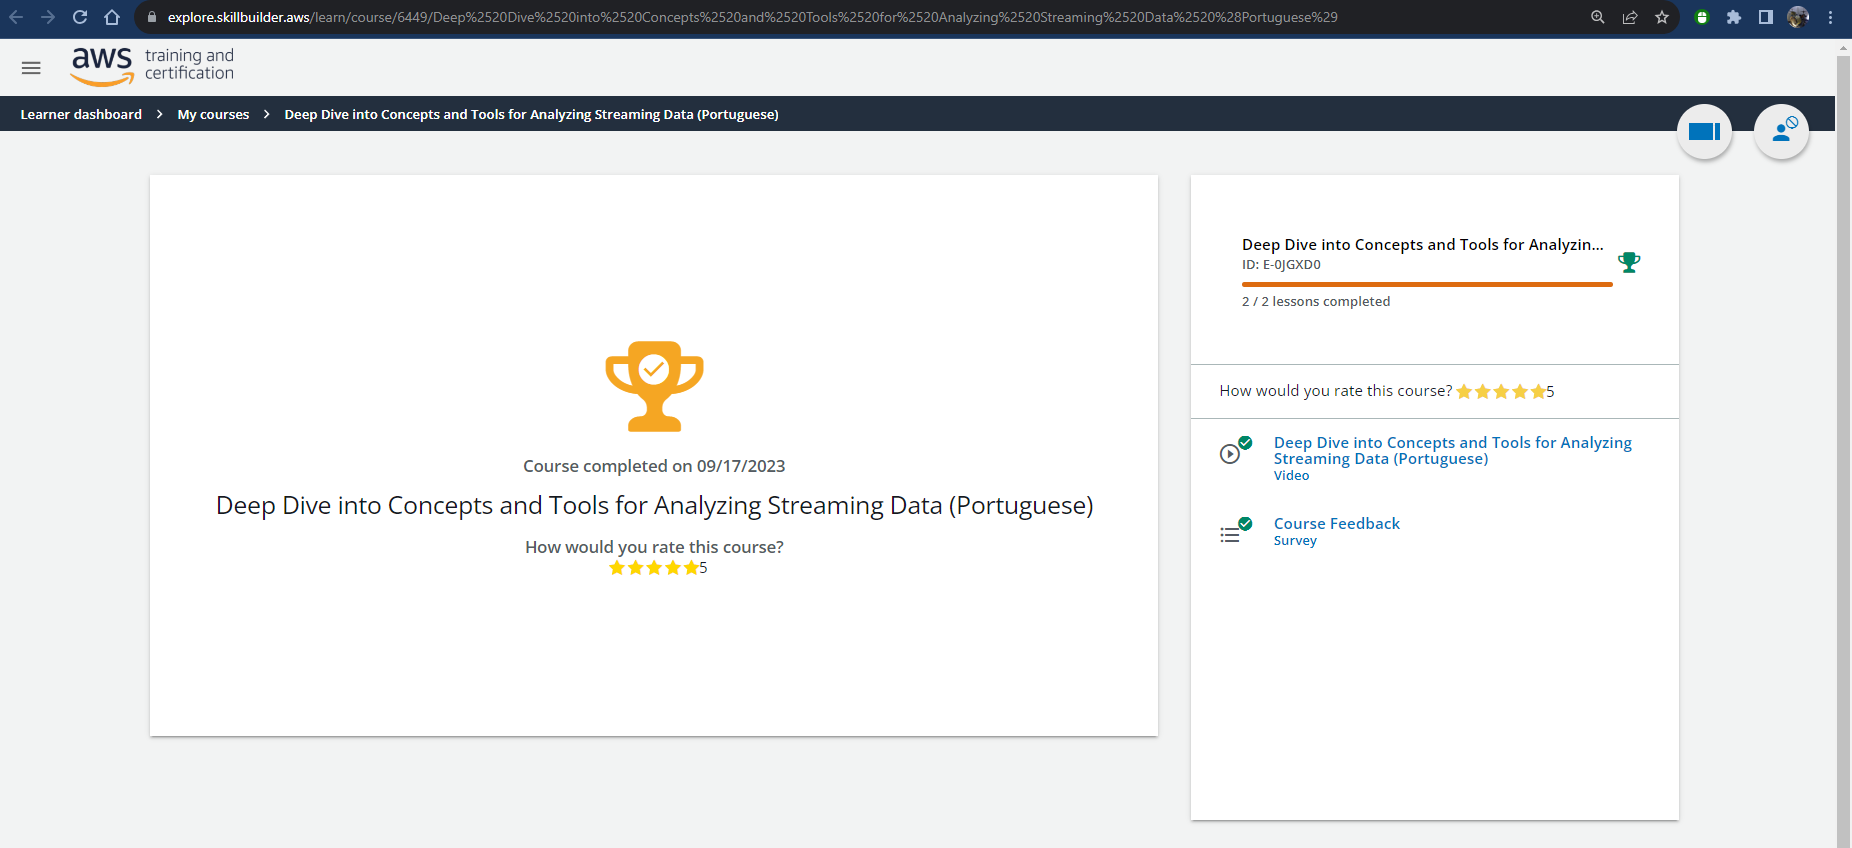 explore.skillbuilder.aws/learn/course/6449/Deep%2520Dive%2520into%2520Concepts%2520and%2520Tools%2520for%2520Analyzing%2520Streaming%2520Data%2520%28Portuguese%29
aws training and
certification
Learner dashboard > My courses > Deep Dive into Concepts and Tools for Analyzing Streaming Data (Portuguese)
Course completed on 09/17/2023
Deep Dive into Concepts and Tools for Analyzing Streaming Data (Portuguese)
How would you rate this course?
5
Deep Dive into Concepts and Tools for Analyzin...
ID: E-0JGXD0
2 / 2 lessons completed
How would you rate this course? 5
Deep Dive into Concepts and Tools for Analyzing
Streaming Data (Portuguese)
Video
Course Feedback
Survey